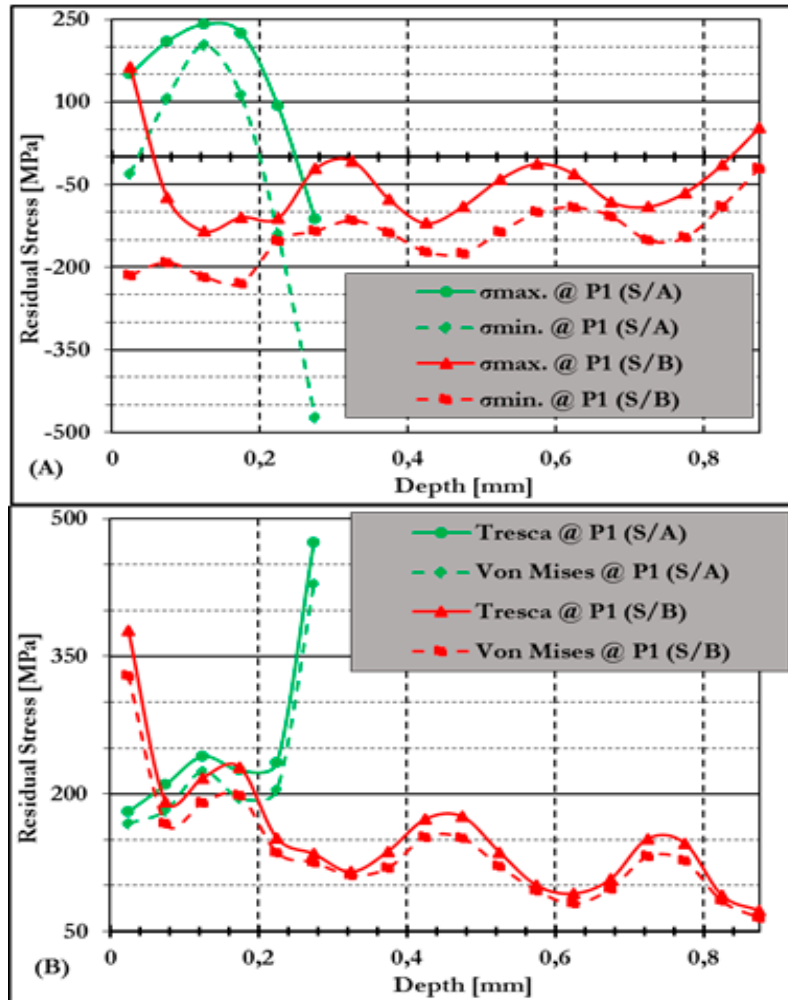 250
100
-50
-200
-350
-500
Residual Stress [MPa]
σmax. @ P1 (S/A)
σmin. @ P1 (S/A)
σmax. @ P1 (S/B)
σmin. @ P1 (S/B)
0 0,2 0,4 0,6 0,8
(A)
Depth [mm]
500
350
200
50
Residual Stress [MPa]
Tresca @ P1 (S/A)
Von Mises @ P1 (S/A)
Tresca @ P1 (S/B)
Von Mises @ P1 (S/B)
0 0,2 0,4 0,6 0,8
(B)
Depth [mm]